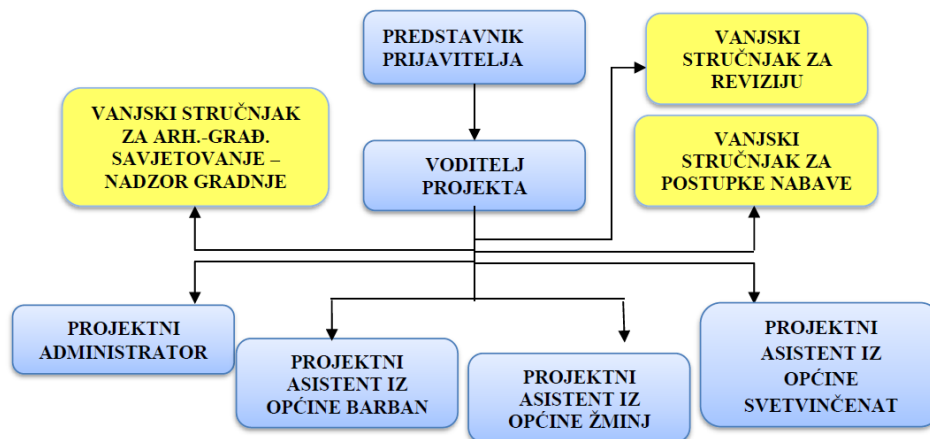 PREDSTAVNIK
PRIJAVITELJA
VANJSKI
STRUČNJAK ZA
REVIZIJU
VANJSKI STRUČNJAK
ZA ARH.-GRAĐ.
SAVJETOVANJE –
NADZOR GRADNJE
VODITELJ
PROJEKTA
VANJSKI
STRUČNJAK ZA
POSTUPKE NABAVE
PROJEKTNI
ADMINISTRATOR
PROJEKTNI
ASISTENT IZ
OPĆINE BARBAN
PROJEKTNI
ASISTENT IZ
OPĆINE ŽMINJ
PROJEKTNI
ASISTENT IZ
OPĆINE
SVETVINČENAT